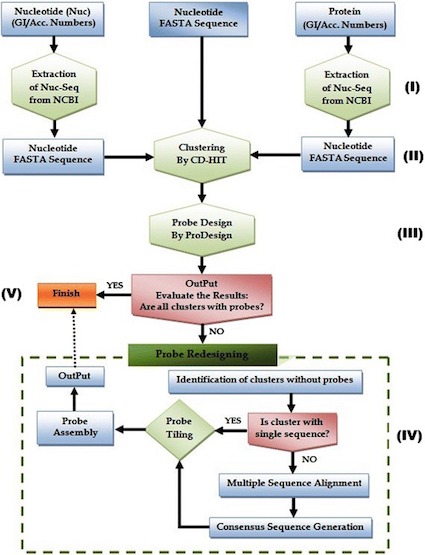 Nucleotide (Nuc)
(GI/Acc. Numbers)
Nucleotide
FASTA Sequence
Protein
(GI/Acc. Numbers)
Extraction
of Nuc-Seq
from NCBI
Extraction
of Nuc-Seq
from NCBI
(I)
Nucleotide
FASTA Sequence
Clustering
By CD-HIT
Nucleotide
FASTA Sequence
(II)
Probe Design
By ProDesign
(III)
(V)
Finish
YES
OutPut
Evaluate the Results:
Are all clusters with probes?
NO
Probe Redesigning
OutPut
Identification of clusters without probes
Probe
Assembly
Probe
Tiling
YES
Is cluster with
single sequence?
(IV)
NO
Multiple Sequence Alignment
Consensus Sequence Generation